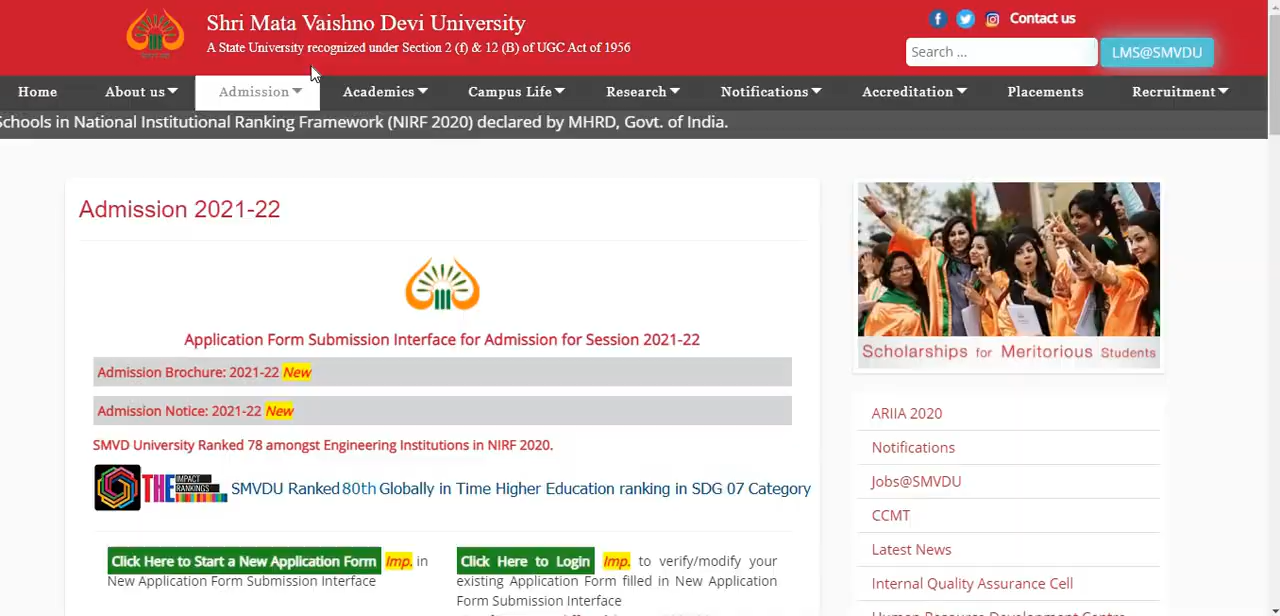 Shri Mata Vaishno Devi University
A State University recognized under Section 2 (f) & 12 (B) of UGC Act of 1956
Contact us
Search ...
LMS@SMVDU
Home About us Admission Academics Campus Life Research Notifications Accreditation Placements Recruitment
Schools in National Institutional Ranking Framework (NIRF 2020) declared by MHRD, Govt. of India.
Admission 2021-22
Application Form Submission Interface for Admission for Session 2021-22
Admission Brochure: 2021-22 New
Admission Notice: 2021-22 New
SMVD University Ranked 78 amongst Engineering Institutions in NIRF 2020.
THE IMPACT RANKINGS SMVDU Ranked 80th Globally in Time Higher Education ranking in SDG 07 Category
Click Here to Start a New Application Form Imp. in
New Application Form Submission Interface
Click Here to Login Imp. to verify/modify your
existing Application Form filled in New Application
Form Submission Interface
Scholarships for Meritorious Students
ARIIA 2020
Notifications
Jobs@SMVDU
CCMT
Latest News
Internal Quality Assurance Cell
Human Resource Development Centre